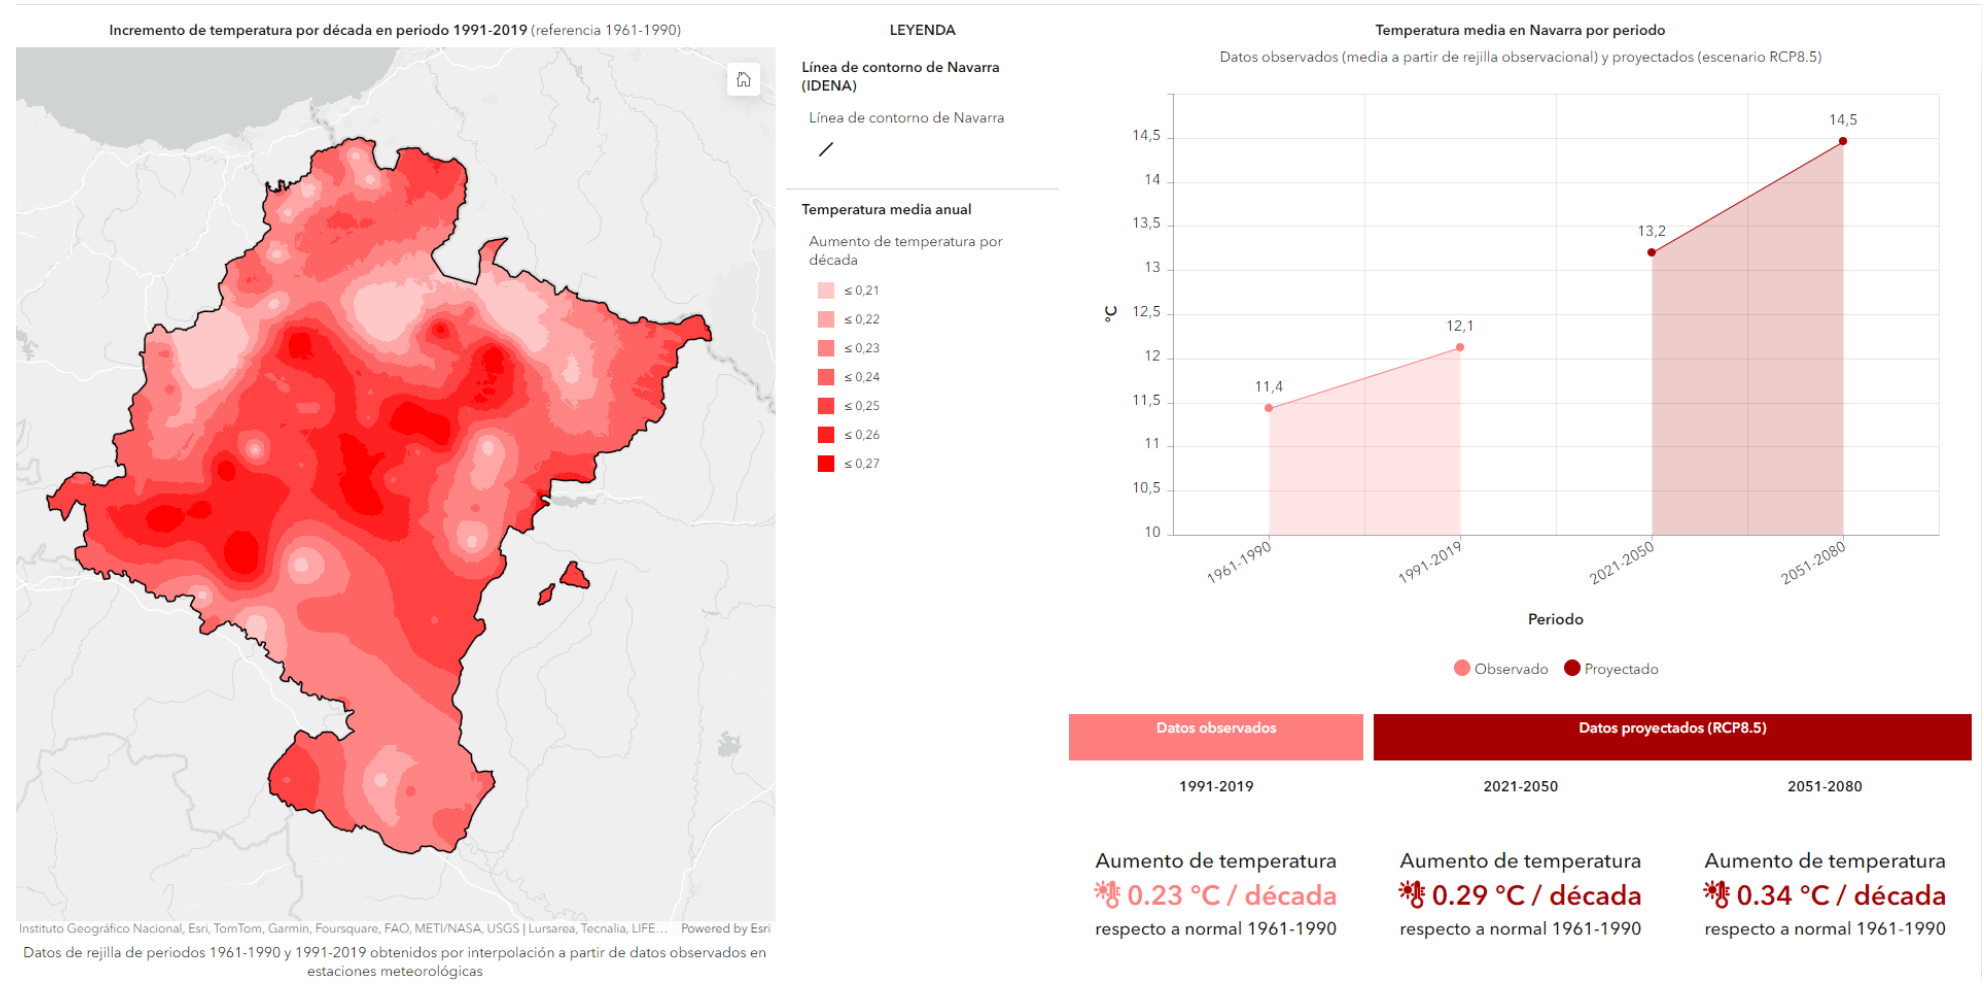 Incremento de temperatura por década en periodo 1991-2019 (referencia 1961-1990)
Instituto Geográfico Nacional, Esri, TomTom, Garmin, Foursquare, FAO, METI/NASA, USGS | Lursarea, Tecnalia, LIFE... Powered by Esri
Datos de rejilla de periodos 1961-1990 y 1991-2019 obtenidos por interpolación a partir de datos observados en
estaciones meteorológicas
LEYENDA
Línea de contorno de Navarra
(IDENA)
Línea de contorno de Navarra
Temperatura media anual
Aumento de temperatura por
década
≤ 0,21
≤ 0,22
≤ 0,23
≤ 0,24
≤ 0,25
≤ 0,26
≤ 0,27
Temperatura media en Navarra por periodo
Datos observados (media a partir de rejilla observacional) y proyectados (escenario RCP8.5)
°C
14,5
14
13,5
13
12,5
12
11,5
11
10,5
10
11,4
12,1
13,2
14,5
1961-1990
1991-2019
2021-2050
2051-2080
Periodo
Observado Proyectado
Datos observados
Datos proyectados (RCP8.5)
1991-2019
2021-2050
2051-2080
Aumento de temperatura
0.23 °C / década
respecto a normal 1961-1990
Aumento de temperatura
0.29 °C / década
respecto a normal 1961-1990
Aumento de temperatura
0.34 °C / década
respecto a normal 1961-1990